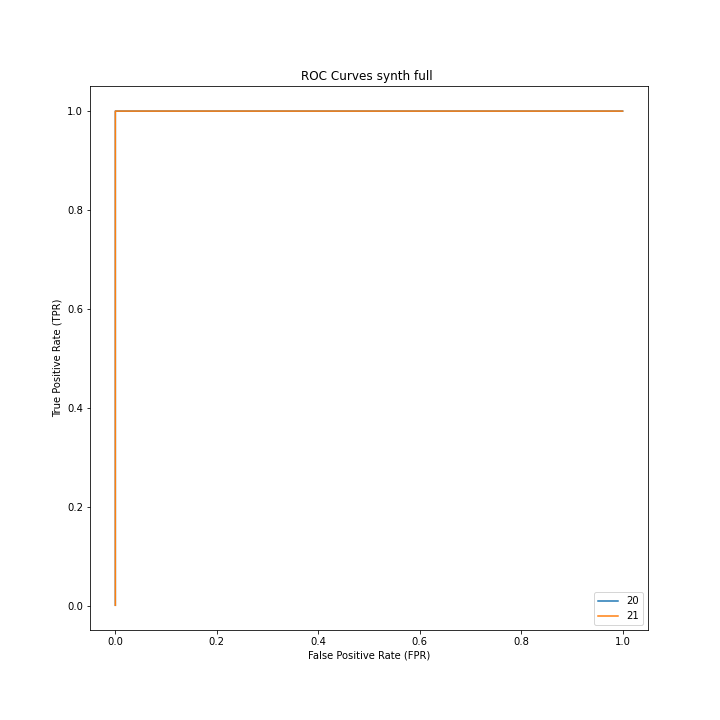 ROC Curves synth full
True Positive Rate (TPR)
1.0
0.8
0.6
0.4
0.2
0.0
0.0 0.2 0.4 0.6 0.8 1.0
False Positive Rate (FPR)
20
21